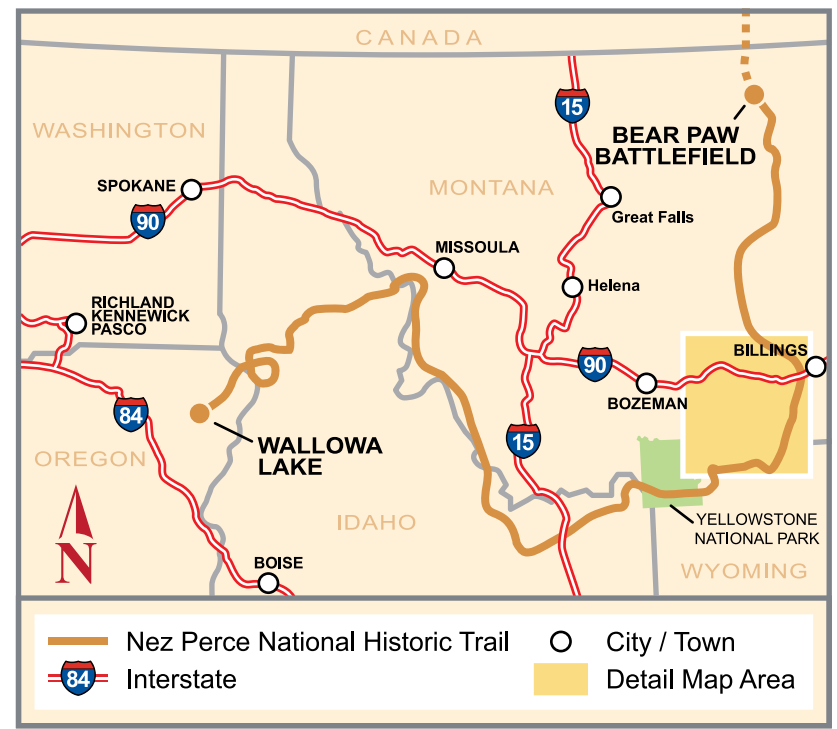 CANADA
WASHINGTON
15
BEAR PAW
BATTLEFIELD
SPOKANE
MONTANA
90
Great Falls
MISSOULA
Helena
RICHLAND
KENNEWICK
PASCO
BILLINGS
90
BOZEMAN
84
WALLOWA
LAKE
15
OREGON
IDAHO
YELLOWSTONE
NATIONAL PARK
N
BOISE
WYOMING
Nez Perce National Historic Trail
City / Town
84
Interstate
Detail Map Area